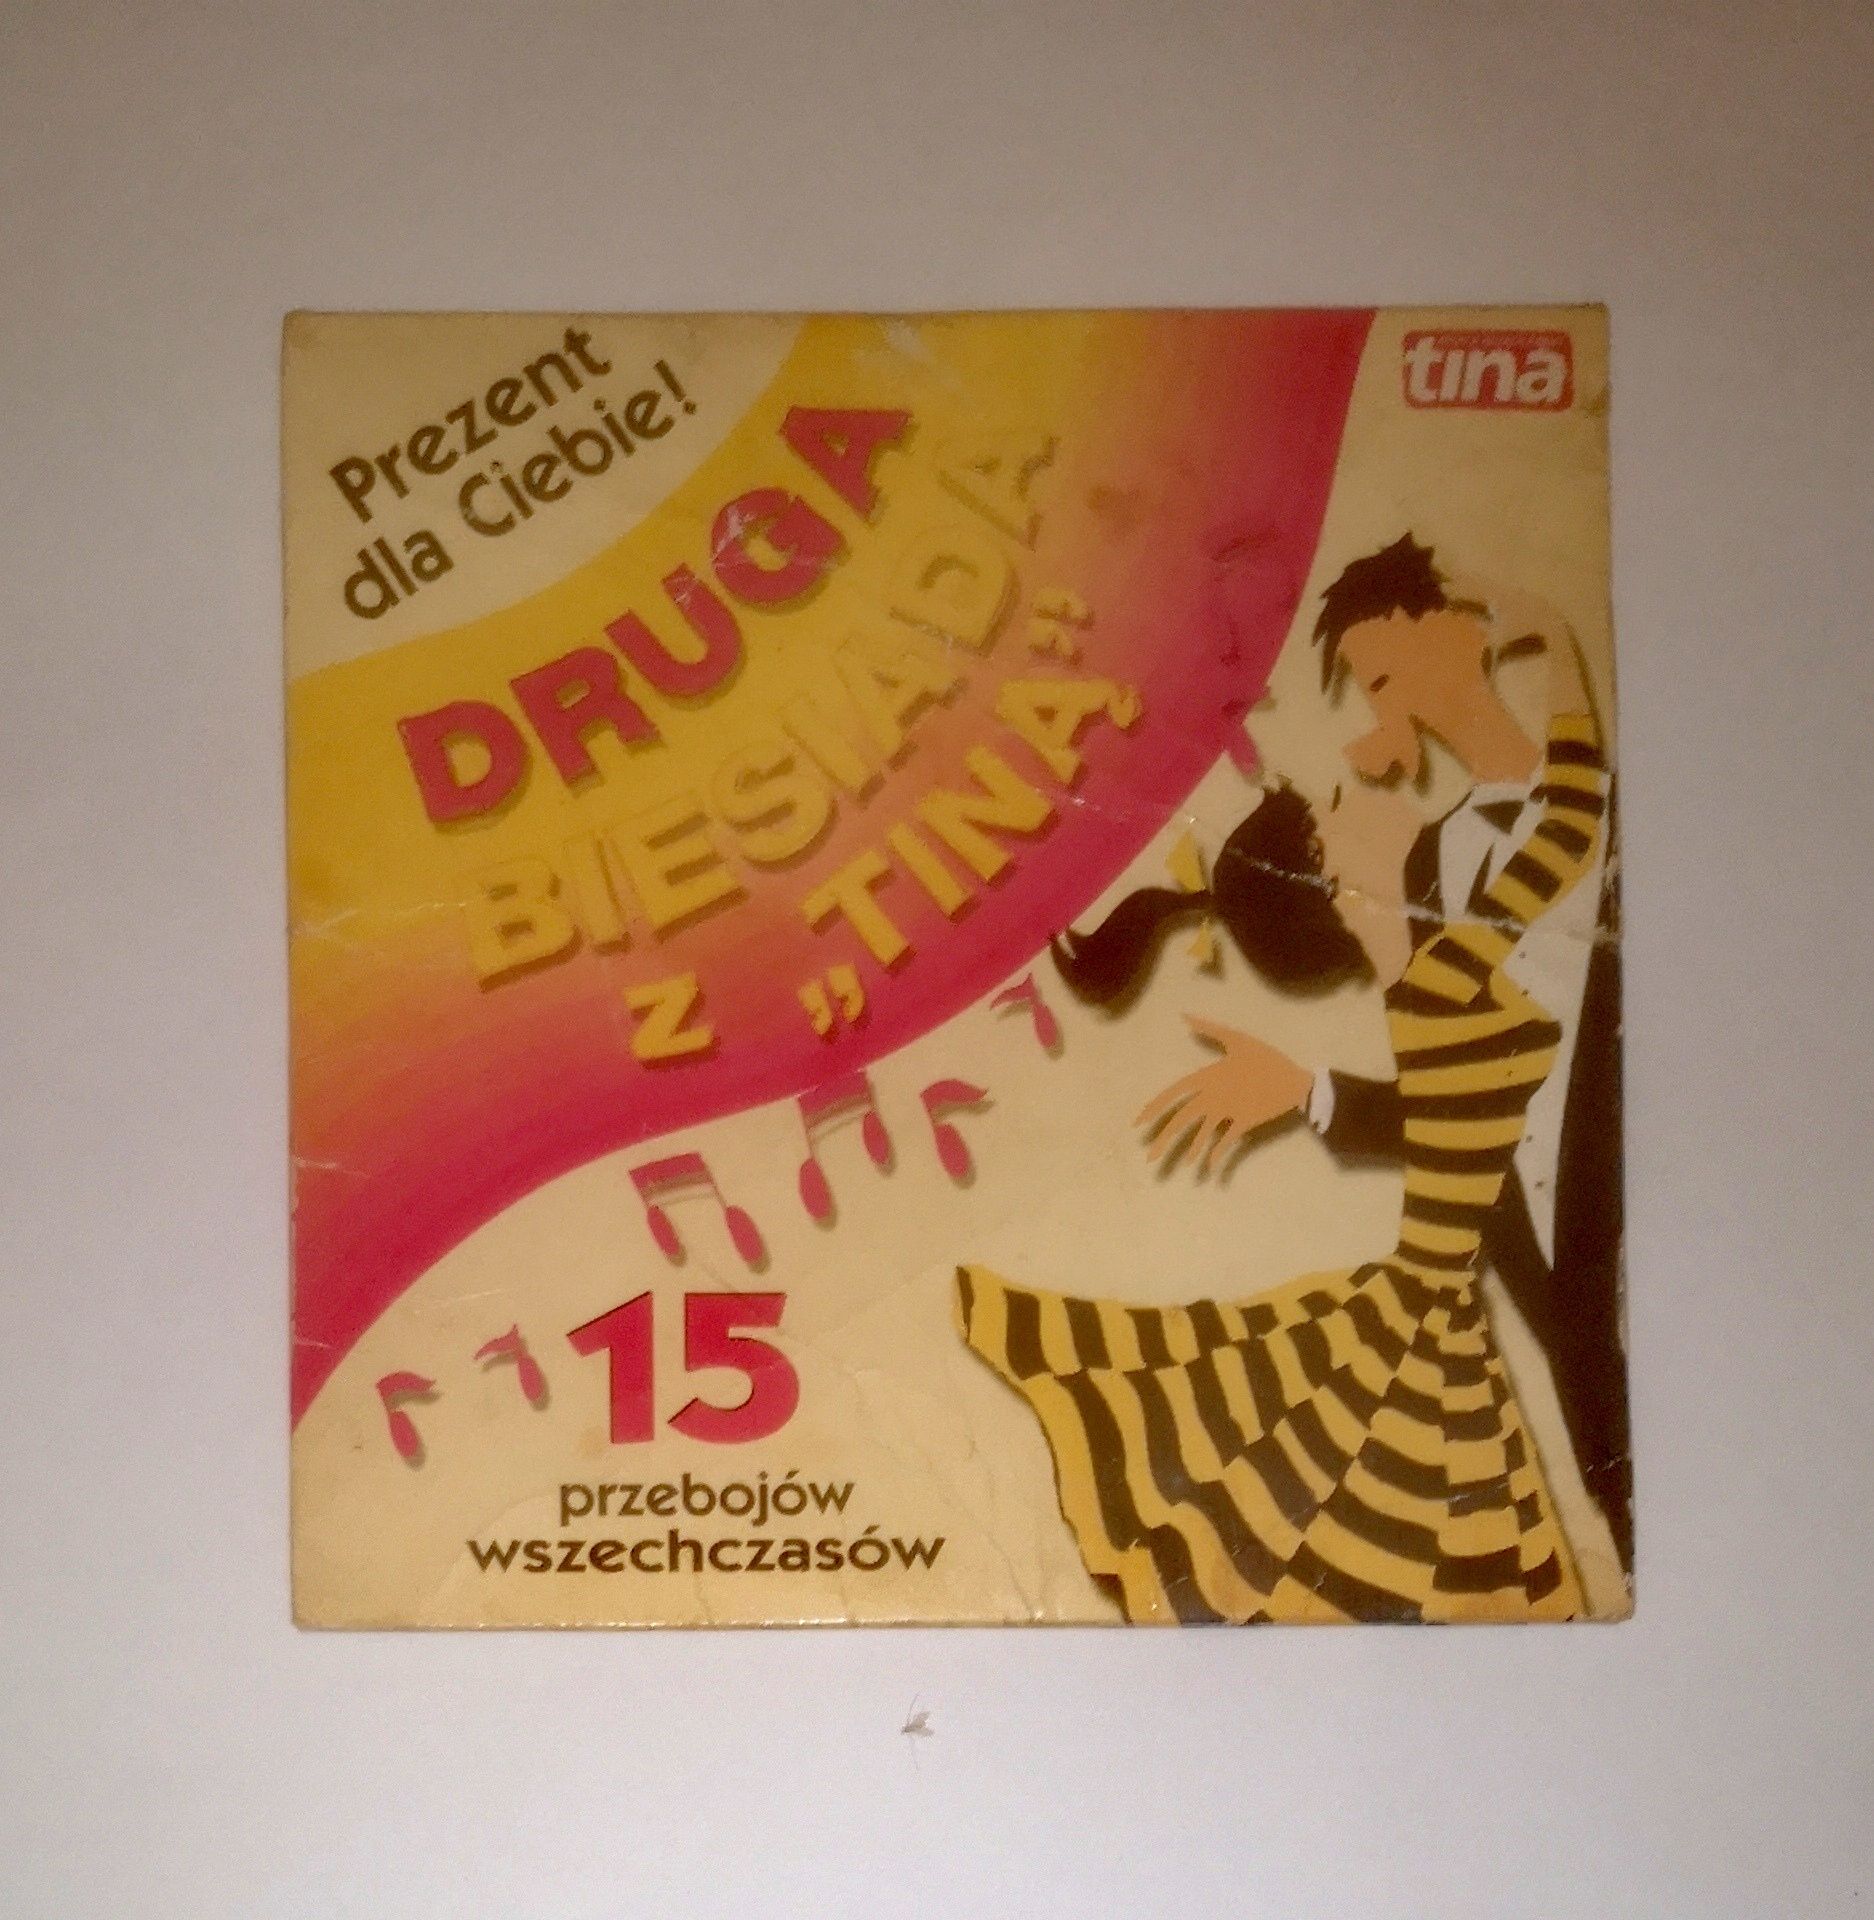 Prezent
dla Ciebie!
tina
DRUGA
BIESIADA
z „TINĄ"
15
przebojów
wszechczasów